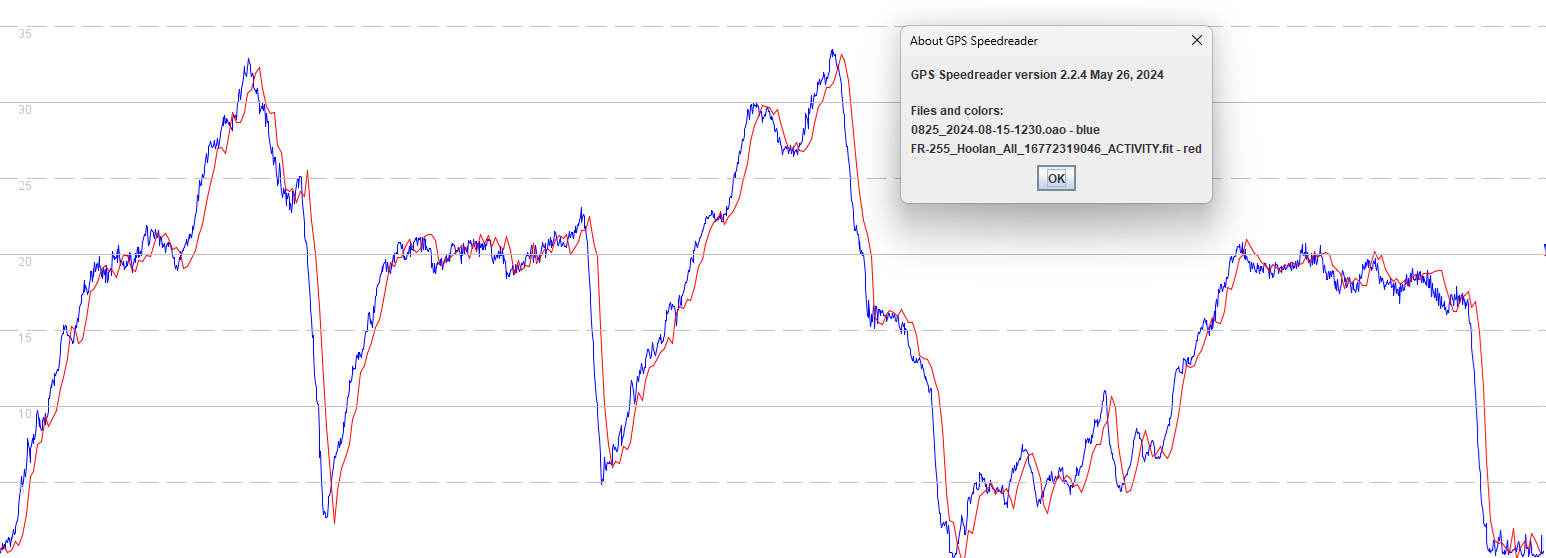 35
About GPS Speedreader
GPS Speedreader version 2.2.4 May 26, 2024
30
Files and colors:
0825_2024-08-15-1230.oao - blue
FR-255_Hoolan_All_16772319046_ACTIVITY.fit - red
25
OK
20
15
10
5